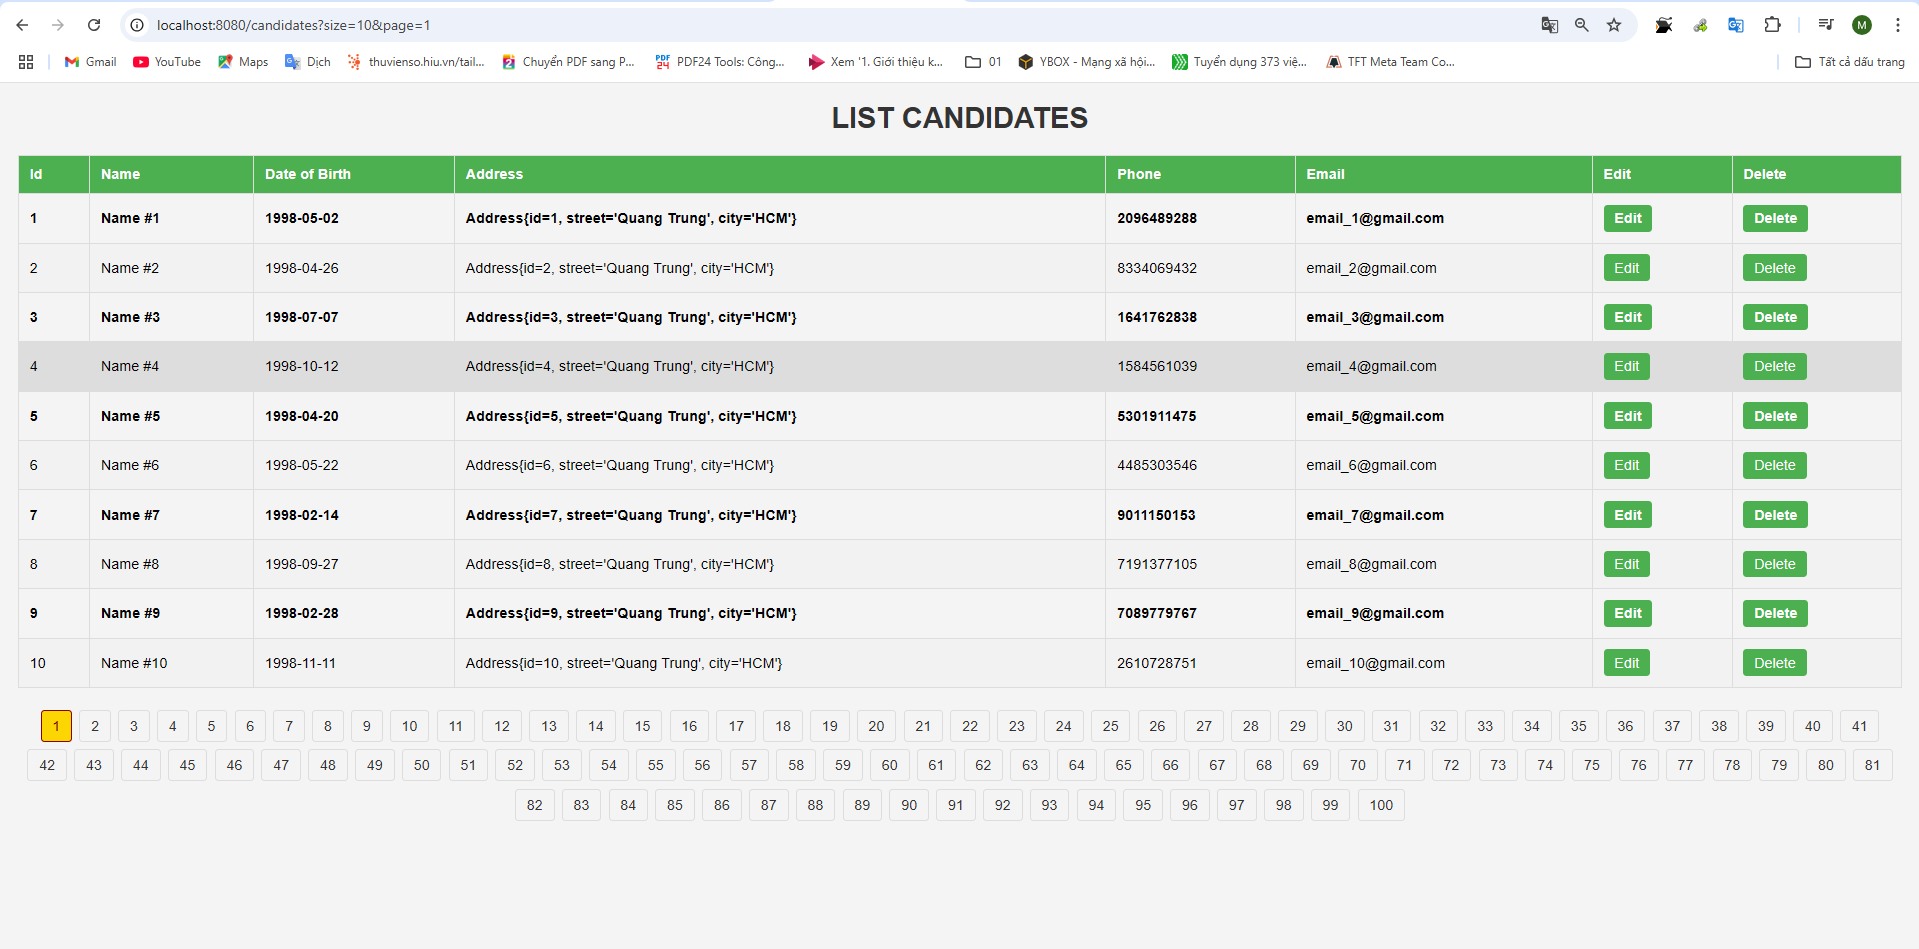 localhost:8080/candidates?size=10&page=1
M
Gmail YouTube Maps Dịch thuvienso.hiu.vn/tail... Chuyển PDF sang P... PDF24 Tools: Công... Xem '1. Giới thiệu k... 01 YBOX - Mạng xã hội... Tuyển dụng 373 việ... TFT Meta Team Co... Tất cả dấu trang
LIST CANDIDATES
Id Name Date of Birth Address Phone Email Edit Delete
1 Name #1 1998-05-02 Address{id=1, street='Quang Trung', city='HCM'} 2096489288 email_1@gmail.com Edit Delete
2 Name #2 1998-04-26 Address{id=2, street='Quang Trung', city='HCM'} 8334069432 email_2@gmail.com Edit Delete
3 Name #3 1998-07-07 Address{id=3, street='Quang Trung', city='HCM'} 1641762838 email_3@gmail.com Edit Delete
4 Name #4 1998-10-12 Address{id=4, street='Quang Trung', city='HCM'} 1584561039 email_4@gmail.com Edit Delete
5 Name #5 1998-04-20 Address{id=5, street='Quang Trung', city='HCM'} 5301911475 email_5@gmail.com Edit Delete
6 Name #6 1998-05-22 Address{id=6, street='Quang Trung', city='HCM'} 4485303546 email_6@gmail.com Edit Delete
7 Name #7 1998-02-14 Address{id=7, street='Quang Trung', city='HCM'} 9011150153 email_7@gmail.com Edit Delete
8 Name #8 1998-09-27 Address{id=8, street='Quang Trung', city='HCM'} 7191377105 email_8@gmail.com Edit Delete
9 Name #9 1998-02-28 Address{id=9, street='Quang Trung', city='HCM'} 7089779767 email_9@gmail.com Edit Delete
10 Name #10 1998-11-11 Address{id=10, street='Quang Trung', city='HCM'} 2610728751 email_10@gmail.com Edit Delete
1 2 3 4 5 6 7 8 9 10 11 12 13 14 15 16 17 18 19 20 21 22 23 24 25 26 27 28 29 30 31 32 33 34 35 36 37 38 39 40 41
42 43 44 45 46 47 48 49 50 51 52 53 54 55 56 57 58 59 60 61 62 63 64 65 66 67 68 69 70 71 72 73 74 75 76 77 78 79 80 81
82 83 84 85 86 87 88 89 90 91 92 93 94 95 96 97 98 99 100